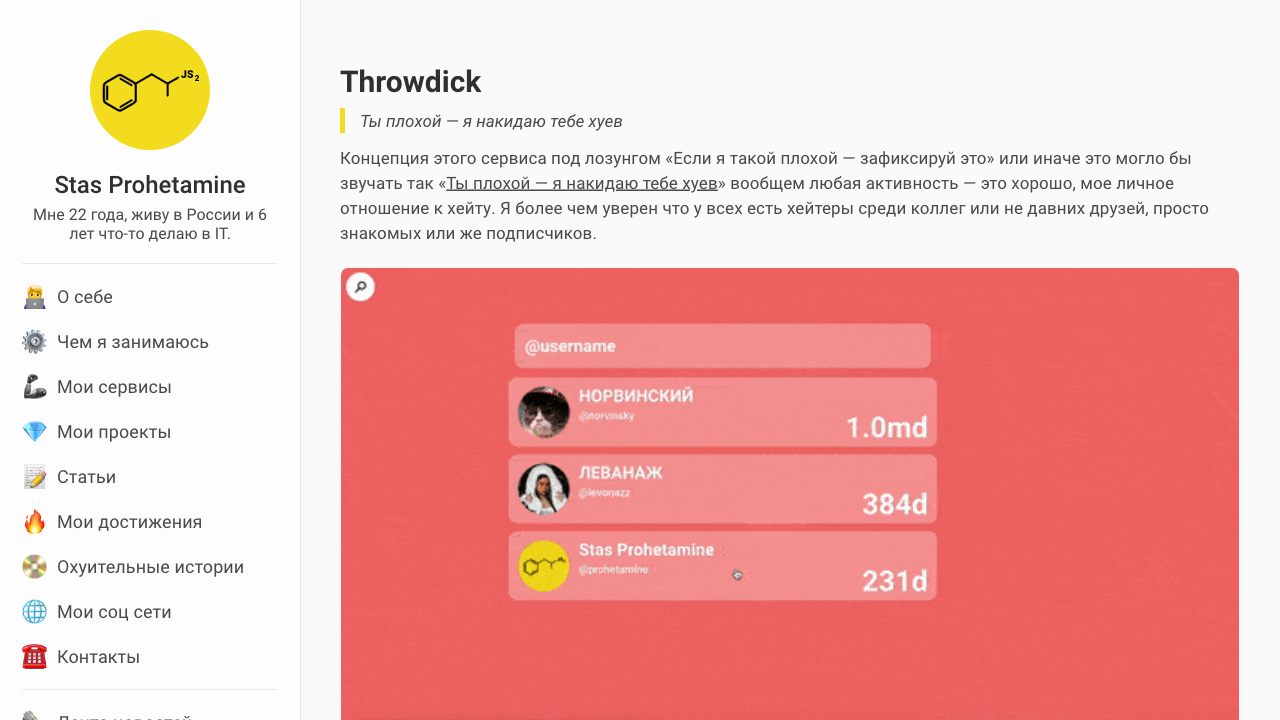 JS2
Stas Prohetamine
Мне 22 года, живу в России и 6
лет что-то делаю в IT.
О себе
Чем я занимаюсь
Мои сервисы
Мои проекты
Статьи
Мои достижения
Охуительные истории
Мои соц сети
Контакты
Лента новостей
Throwdick
Ты плохой — я накидаю тебе хуев
Концепция этого сервиса под лозунгом «Если я такой плохой — зафиксируй это» или иначе это могло бы
звучать так «Ты плохой — я накидаю тебе хуев» вообщем любая активность — это хорошо, мое личное
отношение к хейту. Я более чем уверен что у всех есть хейтеры среди коллег или не давних друзей, просто
знакомых или же подписчиков.
@username
НОРВИНСКИЙ
@norvinsky
1.0md
ЛЕВАНАЖ
384d
Stas Prohetamine
@prohetamine
231d